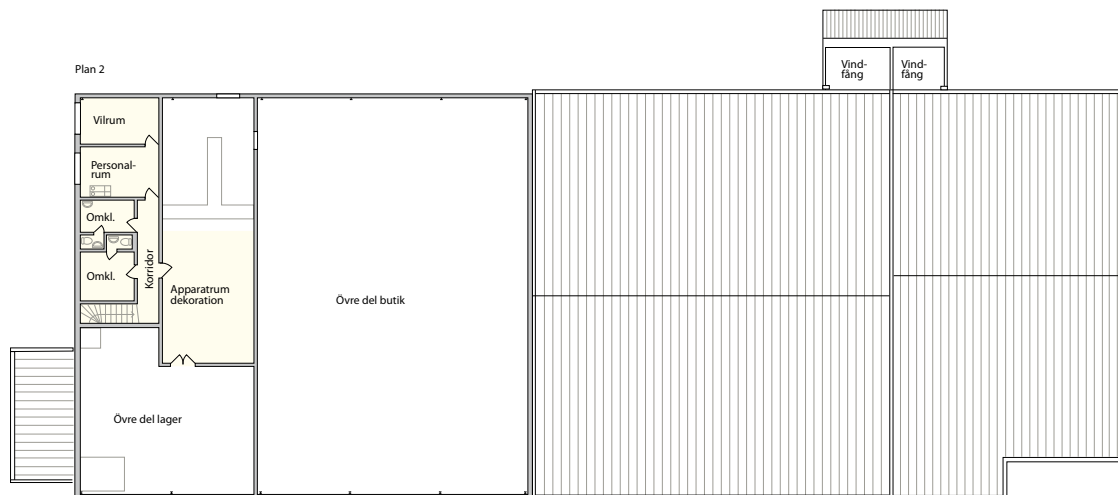 Plan 2
Vind-
fång
Vind-
fång
Vilrum
Personal-
rum
Omkl.
Omkl.
Korridor
Apparatrum
dekoration
Övre del butik
Övre del lager